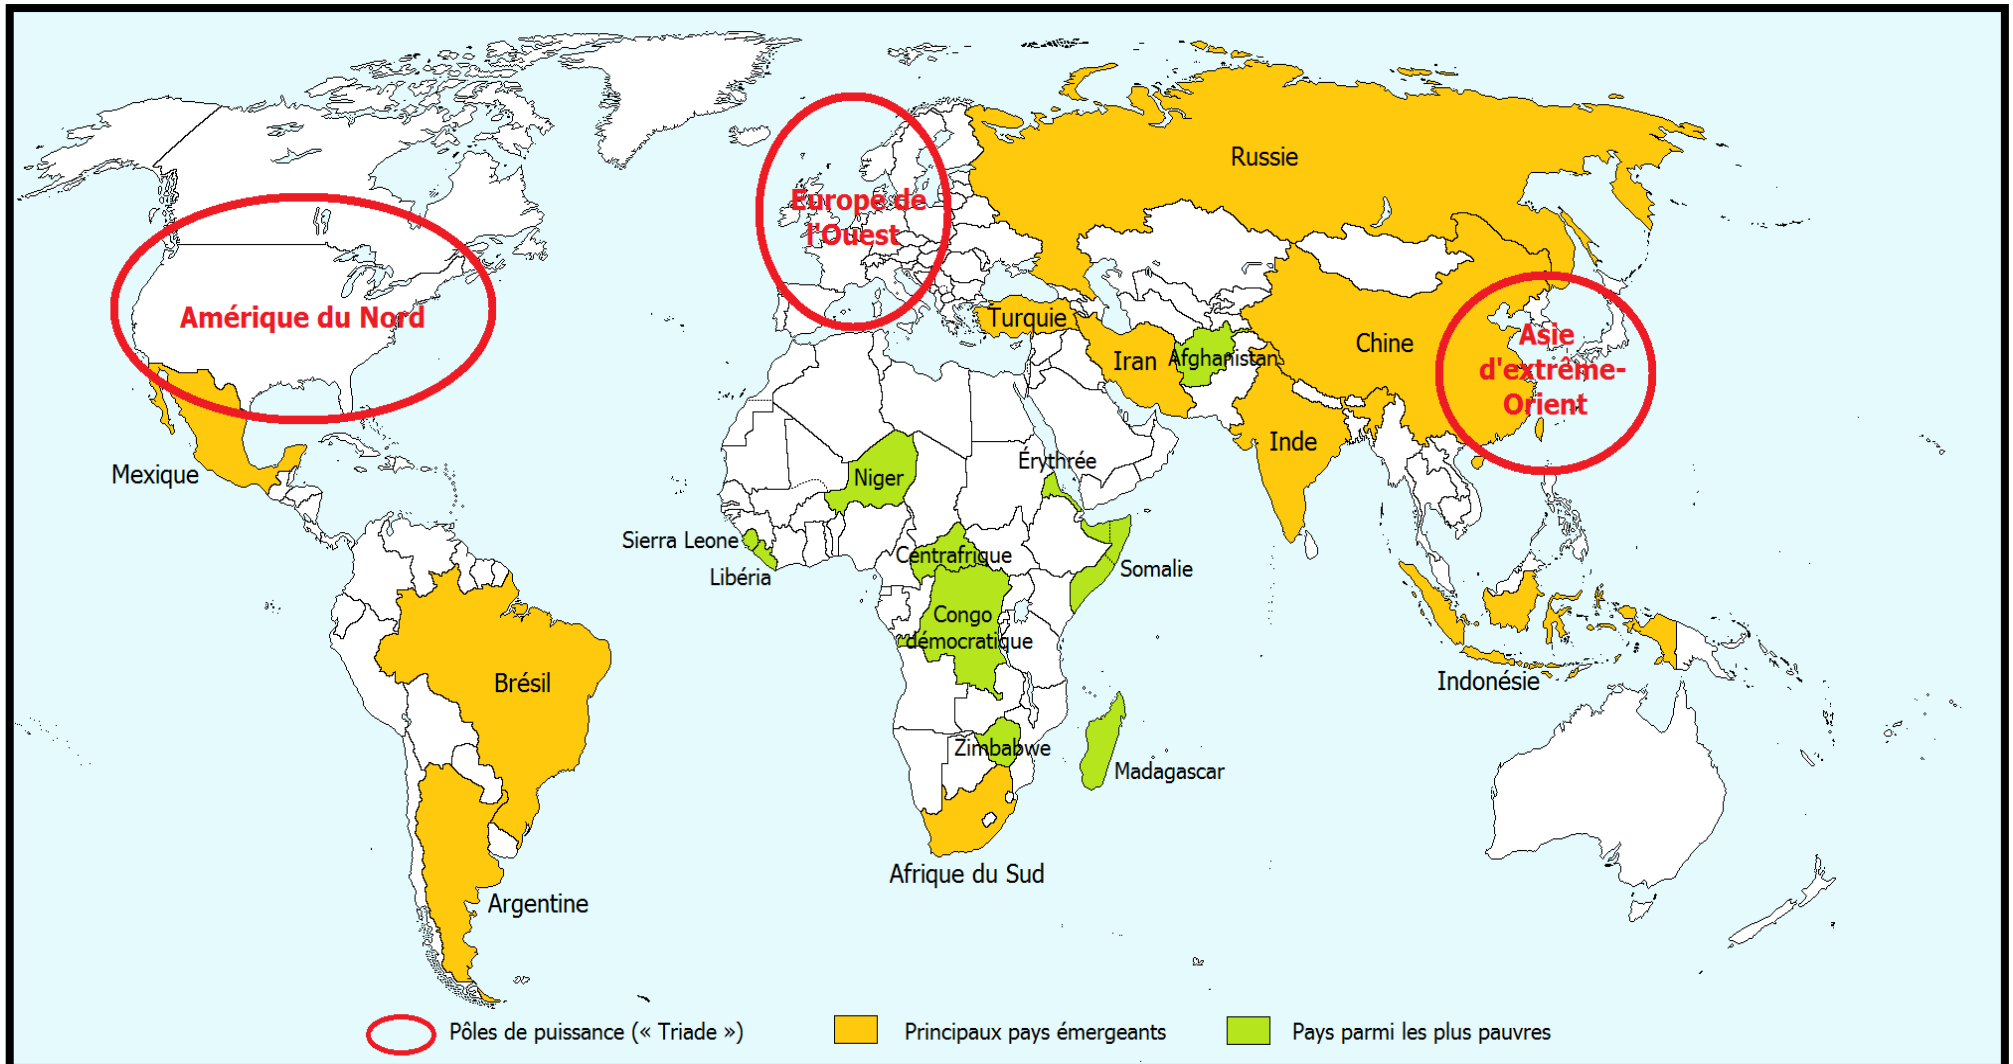 Russie
Europe de
l'Ouest
Amérique du Nord
Turquie
Iran
Afghanistan
Chine
Asie
d'extrême-
Orient
Mexique
Inde
Érythrée
Niger
Sierra Leone
Libéria
Centrafrique
Somalie
Congo
démocratique
Brésil
Indonésie
Zimbabwe
Madagascar
Afrique du Sud
Argentine
Pôles de puissance (« Triade »)
Principaux pays émergeants
Pays parmi les plus pauvres